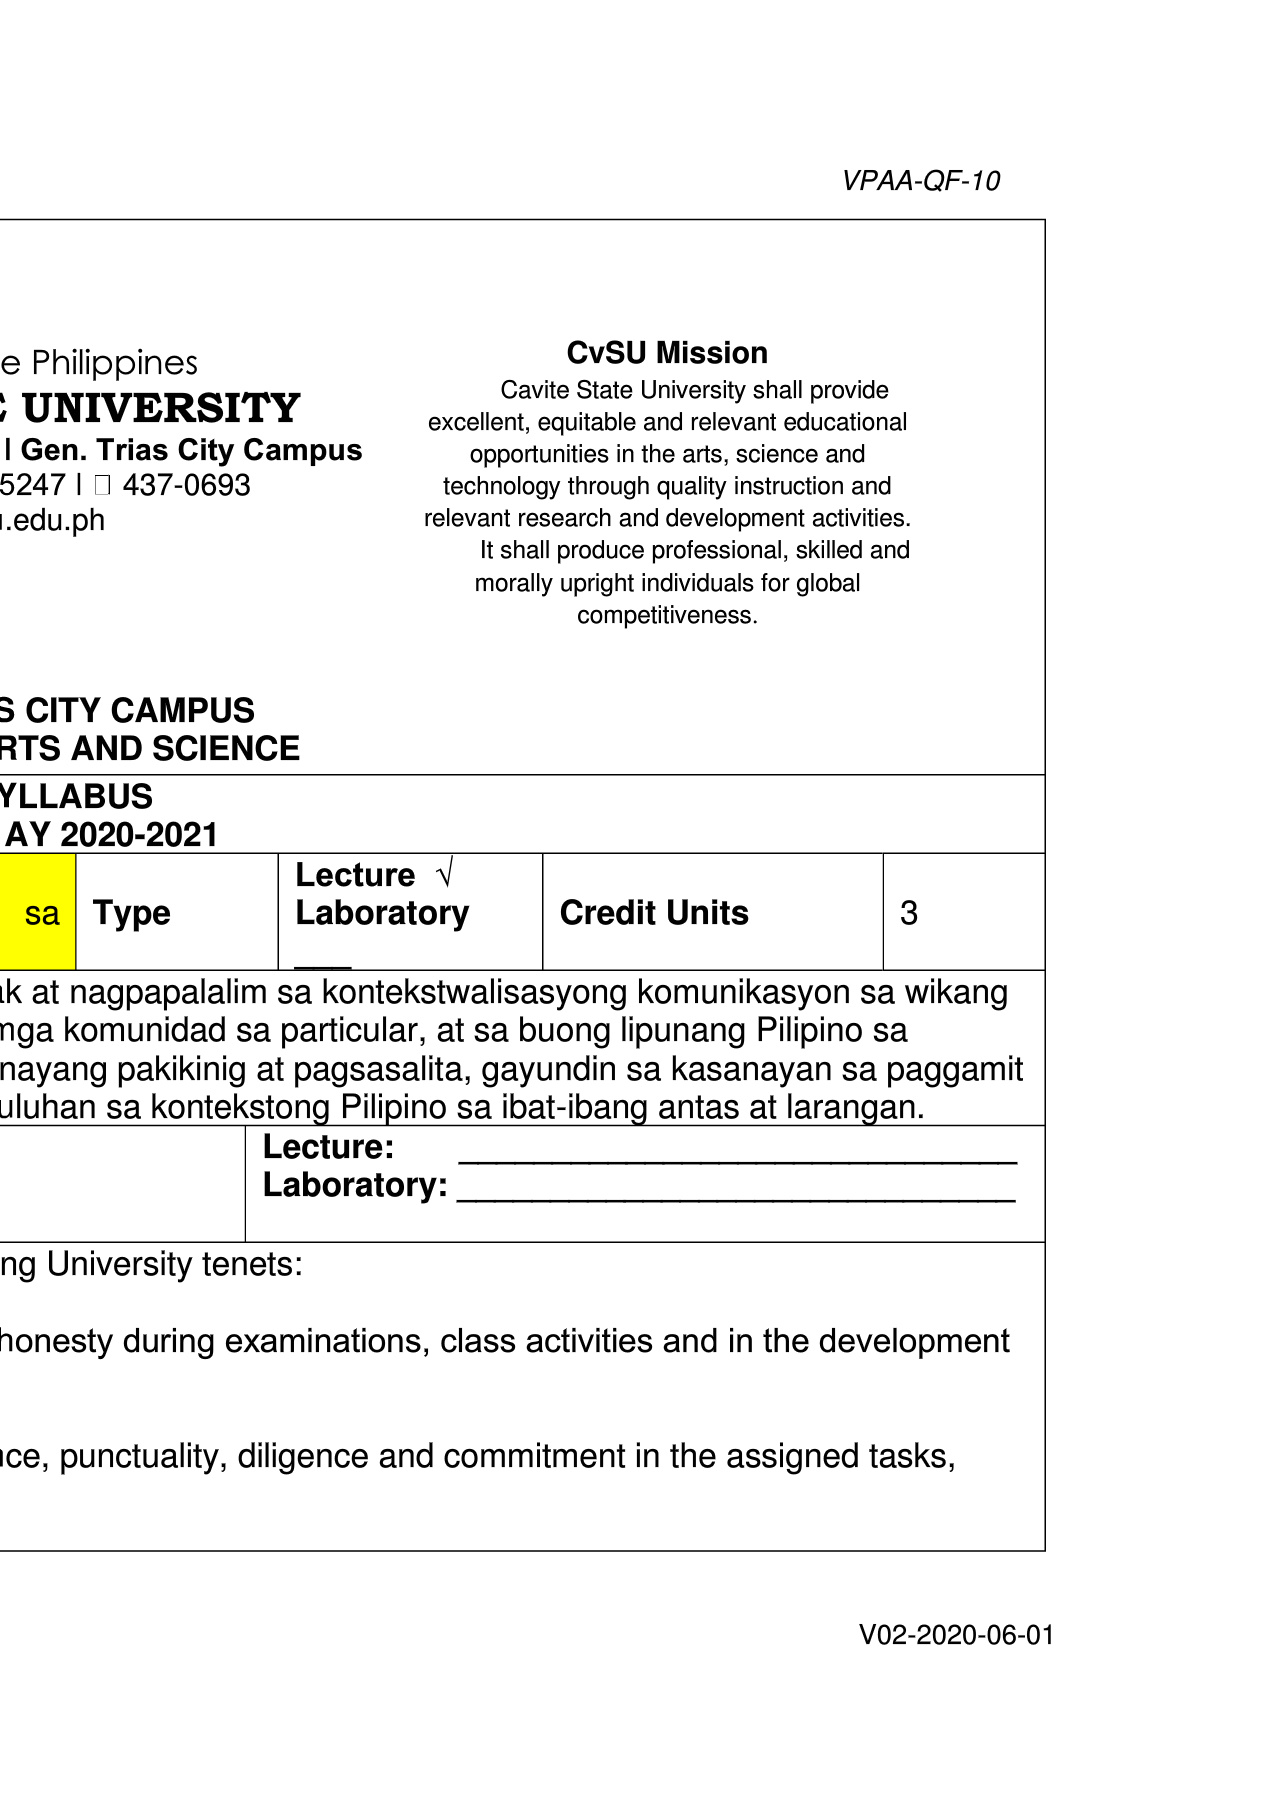 VPAA-QF-10
e Philippines
UNIVERSITY
| Gen. Trias City Campus
5247 | 437-0693
.edu.ph
CvSU Mission
Cavite State University shall provide
excellent, equitable and relevant educational
opportunities in the arts, science and
technology through quality instruction and
relevant research and development activities.
It shall produce professional, skilled and
morally upright individuals for global
competitiveness.
S CITY CAMPUS
RTS AND SCIENCE
YLLABUS
AY 2020-2021
sa
Type
Lecture √
Laboratory
___
Credit Units
3
ak at nagpapalalim sa kontekstwalisasyong komunikasyon sa wikang
mga komunidad sa particular, at sa buong lipunang Pilipino sa
nayang pakikinig at pagsasalita, gayundin sa kasanayan sa paggamit
uluhan sa kontekstong Pilipino sa ibat-ibang antas at larangan.
Lecture: ______________________________
Laboratory: ______________________________
ng University tenets:
honesty during examinations, class activities and in the development
nce, punctuality, diligence and commitment in the assigned tasks,
V02-2020-06-01